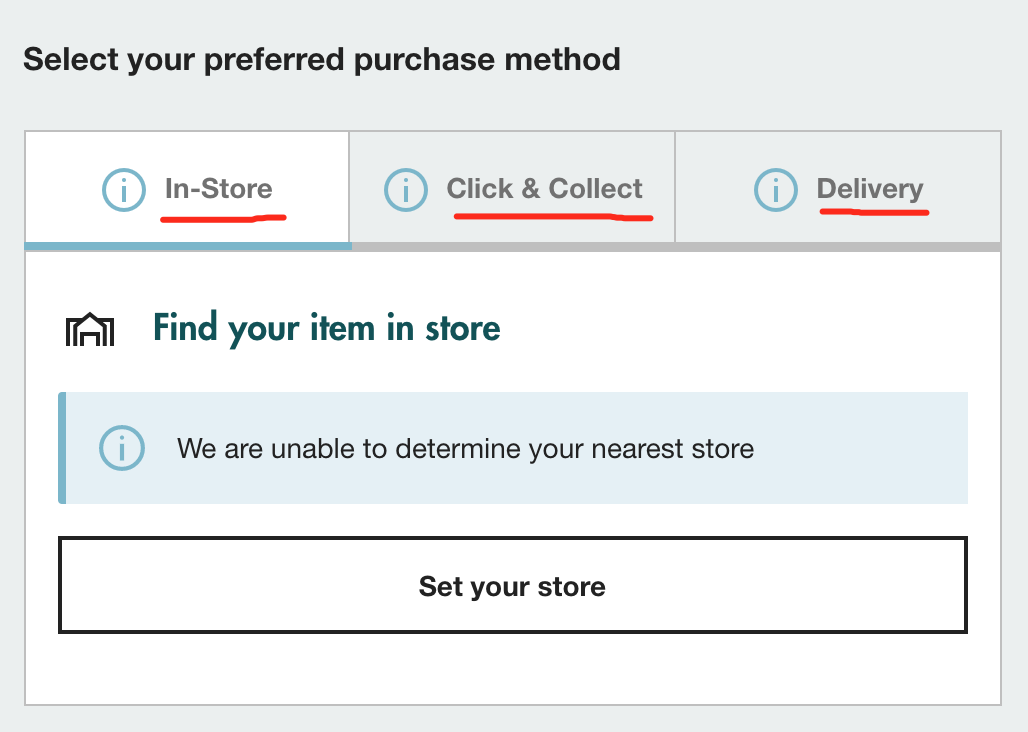 Select your preferred purchase method
In-Store
Click & Collect
Delivery
Find your item in store
We are unable to determine your nearest store
Set your store